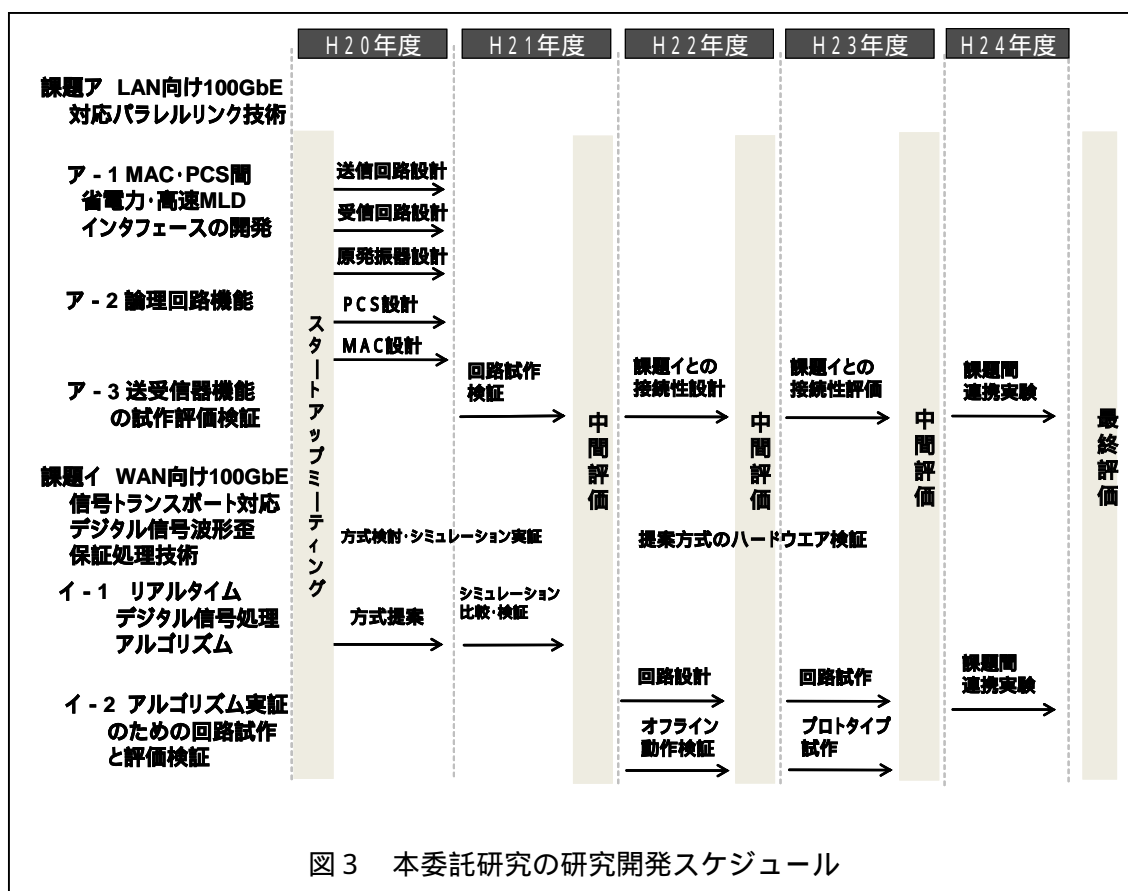 H20年度
H21年度
H22年度
H23年度
H24年度
課題ア LAN向け100GbE
対応パラレルリンク技術
ア-1 MAC・PCS間
省電力・高速MLD
インタフェースの開発
送信回路設計
受信回路設計
原発振器設計
ア-2 論理回路機能
PCS設計
MAC設計
ア-3 送受信器機能
の試作評価検証
回路試作
検証
課題イとの
接続性設計
課題イとの
接続性評価
課題間
連携実験
スタートアップミーティング
中間評価
中間評価
中間評価
最終評価
課題イ WAN向け100GbE
信号トランスポート対応
デジタル信号波形歪
保証処理技術
方式検討・シミュレーション実証
提案方式のハードウエア検証
イ-1 リアルタイム
デジタル信号処理
アルゴリズム
方式提案
シミュレーション
比較・検証
イ-2 アルゴリズム実証
のための回路試作
と評価検証
回路設計
回路試作
課題間
連携実験
オフライン
動作検証
プロトタイプ
試作
図3 本委託研究の研究開発スケジュール